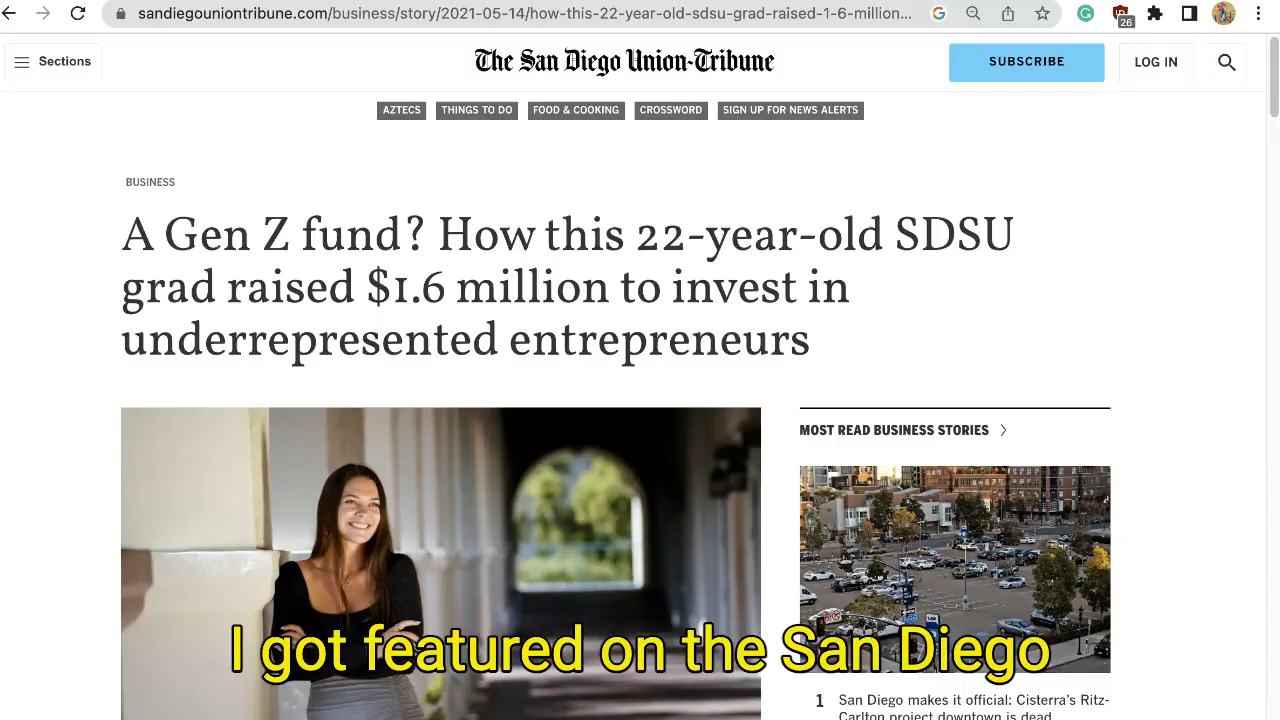 sandiegouniontribune.com/business/story/2021-05-14/how-this-22-year-old-sdsu-grad-raised-1-6-million...
26
Sections
The San Diego Union-Tribune
SUBSCRIBE
LOG IN
AZTECS
THINGS TO DO
FOOD & COOKING
CROSSWORD
SIGN UP FOR NEWS ALERTS
BUSINESS
A Gen Z fund? How this 22-year-old SDSU
grad raised $1.6 million to invest in
underrepresented entrepreneurs
MOST READ BUSINESS STORIES
I got featured on the San Diego
1 San Diego makes it official: Cisterra's Ritz-
Carlton project downtown is dead